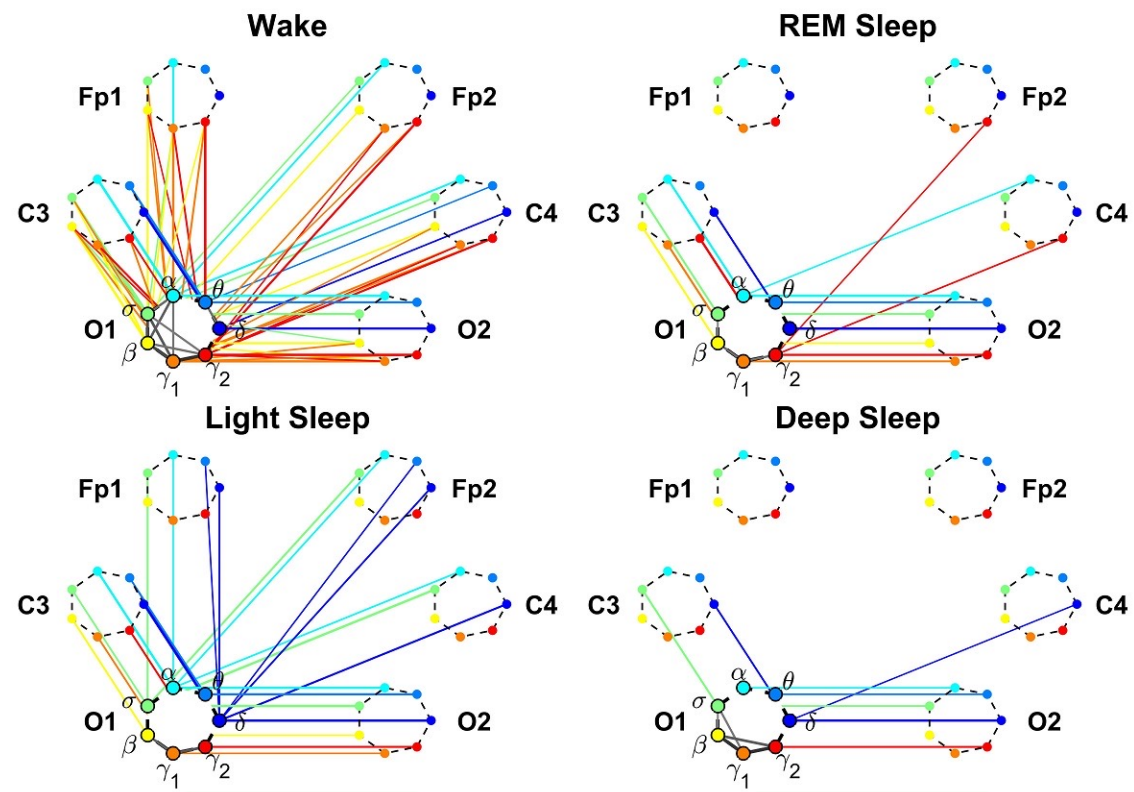 Wake
Fp1
Fp2
C3
C4
α
θ
σ
O1
δ
O2
β
γ1
γ2
REM Sleep
Fp1
Fp2
C3
C4
α
θ
σ
O1
δ
O2
β
γ1
γ2
Light Sleep
Fp1
Fp2
C3
C4
α
θ
σ
O1
δ
O2
β
γ1
γ2
Deep Sleep
Fp1
Fp2
C3
C4
α
θ
σ
O1
δ
O2
β
γ1
γ2